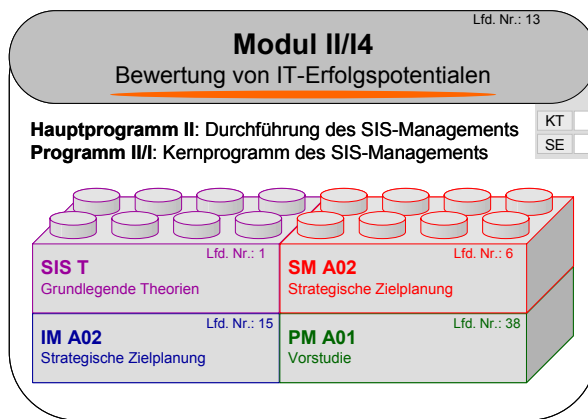 Lfd. Nr.: 13
Modul II/I4
Bewertung von IT-Erfolgspotentialen
Hauptprogramm II: Durchführung des SIS-Managements
KT
Programm II/I: Kernprogramm des SIS-Managements
SE
Lfd. Nr.: 1
SIS T
Grundlegende Theorien
Lfd. Nr.: 6
SM A02
Strategische Zielplanung
Lfd. Nr.: 15
IM A02
Strategische Zielplanung
Lfd. Nr.: 38
PM A01
Vorstudie